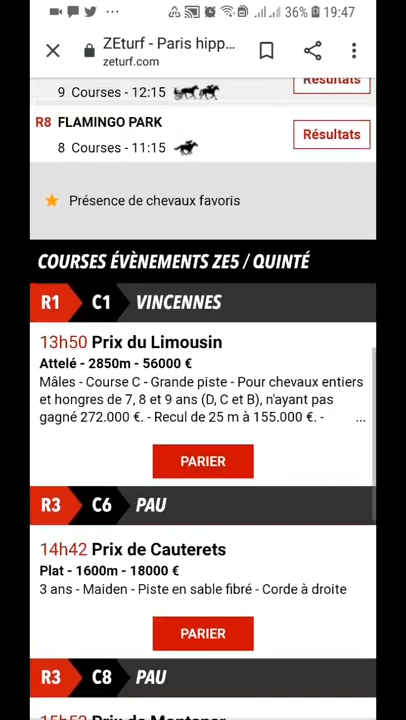 36% 19:47
ZEturf - Paris hipp...
zeturf.com
9 Courses - 12:15
Résultats
R8 FLAMINGO PARK
8 Courses - 11:15
Résultats
Présence de chevaux favoris
COURSES ÉVÈNEMENTS ZE5 / QUINTÉ
R1 C1 VINCENNES
13h50 Prix du Limousin
Attelé - 2850m - 56000 €
Mâles - Course C - Grande piste - Pour chevaux entiers
et hongres de 7, 8 et 9 ans (D, C et B), n'ayant pas
gagné 272.000 €. - Recul de 25 m à 155.000 €. - ...
PARIER
R3 C6 PAU
14h42 Prix de Cauterets
Plat - 1600m - 18000 €
3 ans - Maiden - Piste en sable fibré - Corde à droite
PARIER
R3 C8 PAU